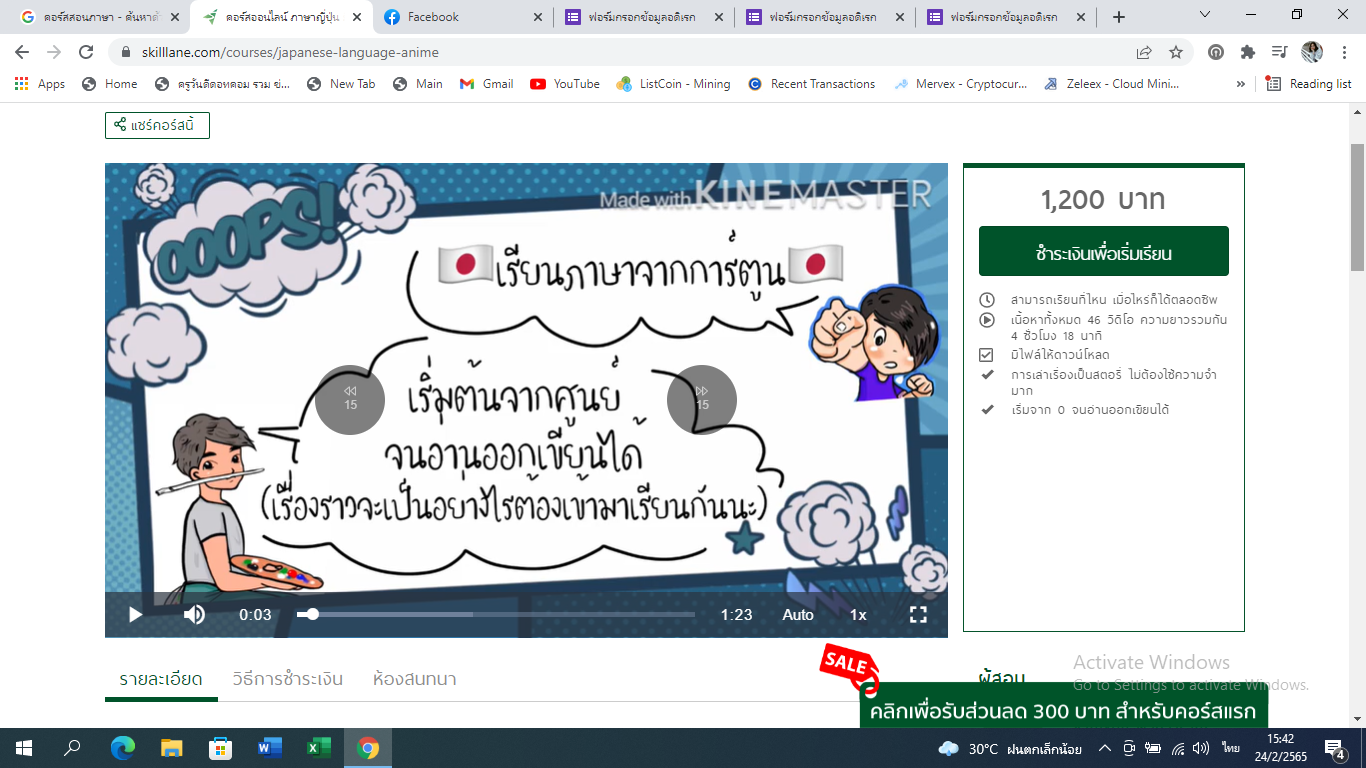 คอร์สสอนภาษา - ค้นหาด้
คอร์สออนไลน์ ภาษาญี่ปุ่น
Facebook
ฟอร์มกรอกข้อมูลอดิเรก
ฟอร์มกรอกข้อมูลอดิเรก
ฟอร์มกรอกข้อมูลอดิเรก
skilllane.com/courses/japanese-language-anime
Apps
Home
ครูวันดีดอทคอม รวม ข่...
New Tab
Main
Gmail
YouTube
ListCoin - Mining
Recent Transactions
Mervex - Cryptocur...
Zeleex - Cloud Mini...
»
Reading list
แชร์คอร์สนี้
OOOPS!
Made with KINEMASTER
เรียนภาษาจากการ์ตูน
เริ่มต้นจากศูนย์
จนอ่านออกเขียนได้
(เรื่องราวจะเป็นอย่างไรต้องเข้ามาเรียนกันนะ)
15
15
0:03
1:23
Auto
1x
1,200 บาท
ชำระเงินเพื่อเริ่มเรียน
สามารถเรียนที่ไหน เมื่อไหร่ก็ได้ตลอดชีพ
เนื้อหาทั้งหมด 46 วิดีโอ ความยาวรวมกัน
4 ชั่วโมง 18 นาที
มีไฟล์ให้ดาวน์โหลด
การเล่าเรื่องเป็นสตอรี่ ไม่ต้องใช้ความจำ
มาก
เริ่มจาก 0 จนอ่านออกเขียนได้
รายละเอียด
วิธีการชำระเงิน
ห้องสนทนา
SALE
ผู้สอน
Activate Windows
Go to Settings to activate Windows.
คลิกเพื่อรับส่วนลด 300 บาท สำหรับคอร์สแรก
30°C ฝนตกเล็กน้อย
ไทย
15:42
24/2/2565
4